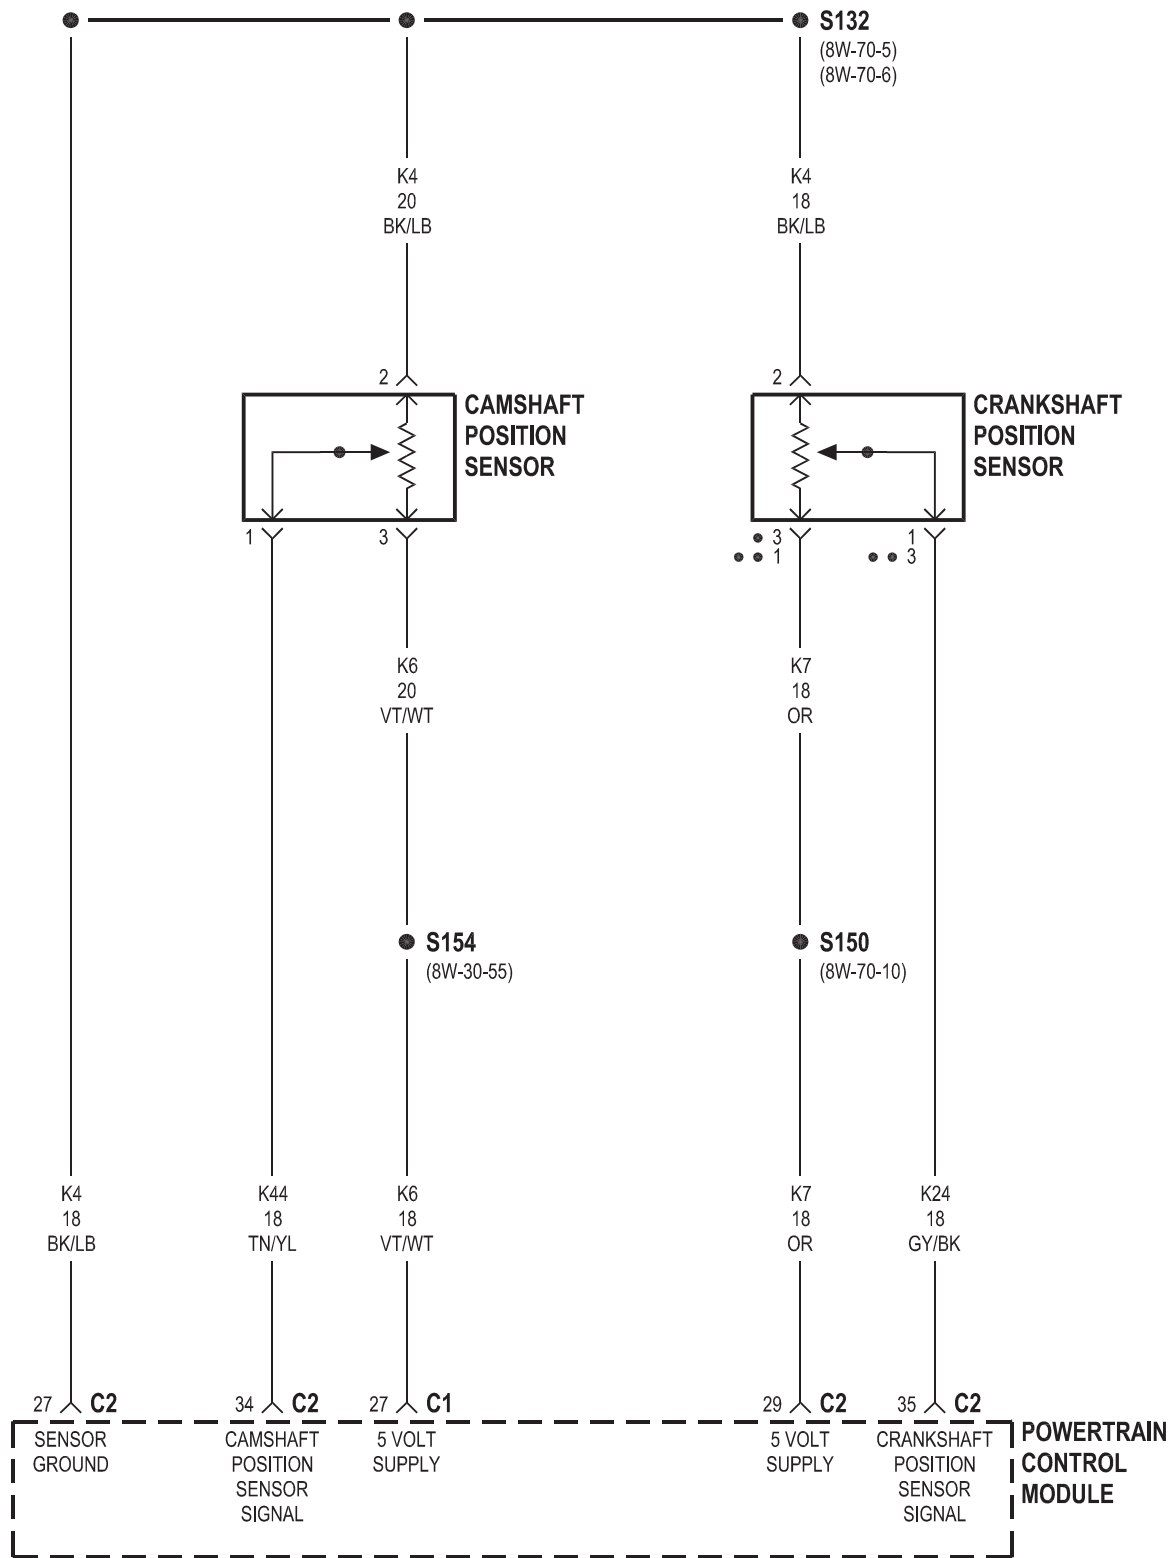 S132
(8W-70-5)
(8W-70-6)
K4
20
BK/LB
K4
18
BK/LB
2
CAMSHAFT
POSITION
SENSOR
1
3
2
CRANKSHAFT
POSITION
SENSOR
• 3
•• 1
1
•• 3
K6
20
VT/WT
K7
18
OR
S154
(8W-30-55)
S150
(8W-70-10)
K4
18
BK/LB
K44
18
TN/YL
K6
18
VT/WT
K7
18
OR
K24
18
GY/BK
27 C2
34 C2
27 C1
29 C2
35 C2
SENSOR
GROUND
CAMSHAFT
POSITION
SENSOR
SIGNAL
5 VOLT
SUPPLY
5 VOLT
SUPPLY
CRANKSHAFT
POSITION
SENSOR
SIGNAL
POWERTRAIN
CONTROL
MODULE